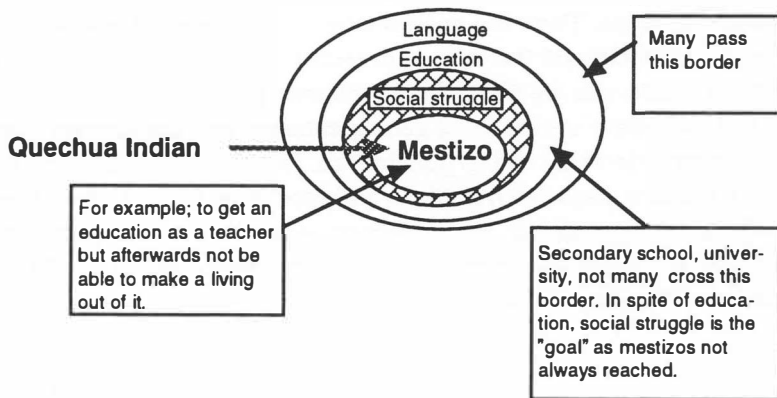 Language
Education
Social struggle
Many pass
this border
Quechua Indian
Mestizo
For example; to get an
education as a teacher
but afterwards not be
able to make a living
out of it.
Secondary school, univer-
sity, not many cross this
border. In spite of educa-
tion, social struggle is the
"goal" as mestizos not
always reached.